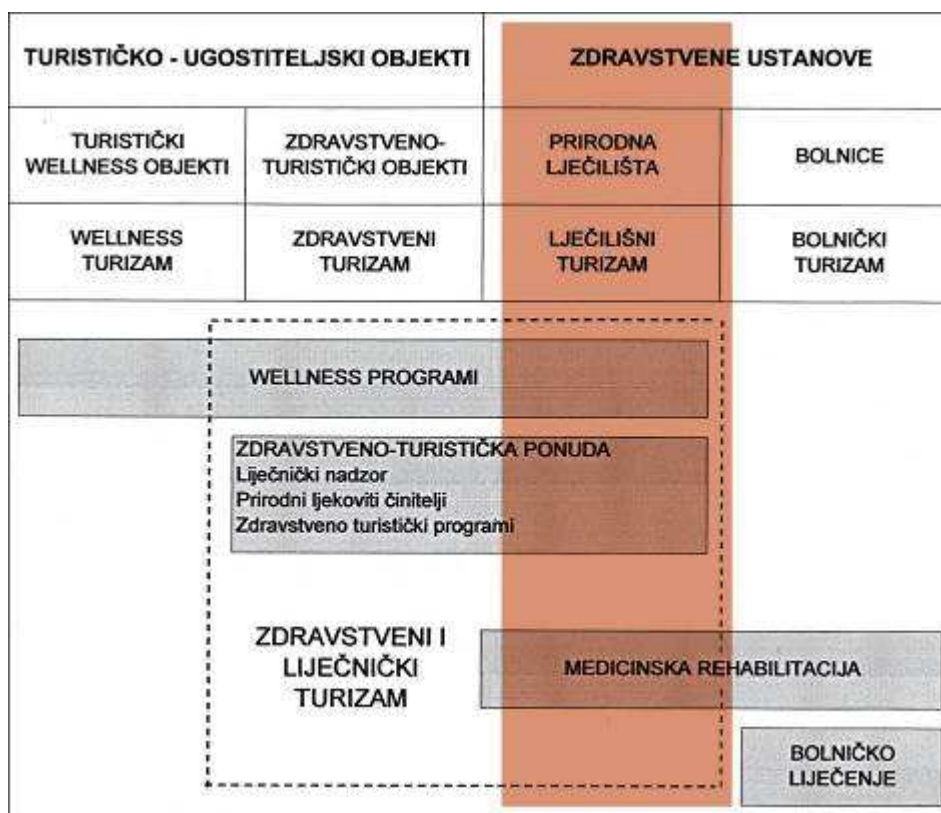 TURISTIČKO - UGOSTITELJSKI OBJEKTI
ZDRAVSTVENE USTANOVE
TURISTIČKI
WELLNESS OBJEKTI
ZDRAVSTVENO-
TURISTIČKI OBJEKTI
PRIRODNA
LJEČILIŠTA
BOLNICE
WELLNESS
TURIZAM
ZDRAVSTVENI
TURIZAM
LJEČILIŠNI
TURIZAM
BOLNIČKI
TURIZAM
WELLNESS PROGRAMI
ZDRAVSTVENO-TURISTIČKA PONUDA
Liječnički nadzor
Prirodni ljekoviti činitelji
Zdravstveno turistički programi
ZDRAVSTVENI I
LIJEČNIČKI
TURIZAM
MEDICINSKA REHABILITACIJA
BOLNIČKO
LIJEČENJE